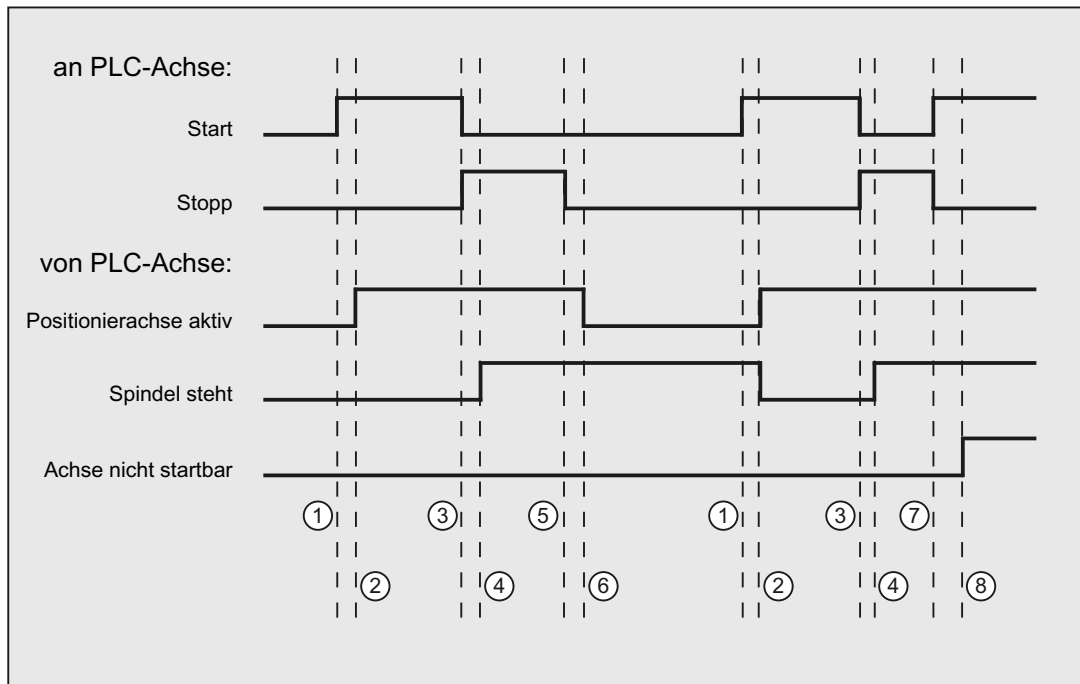 an PLC-Achse:
Start
Stopp
von PLC-Achse:
Positionierachse aktiv
Spindel steht
Achse nicht startbar
1 3 5 1 3 7
2 4 6 2 4 8